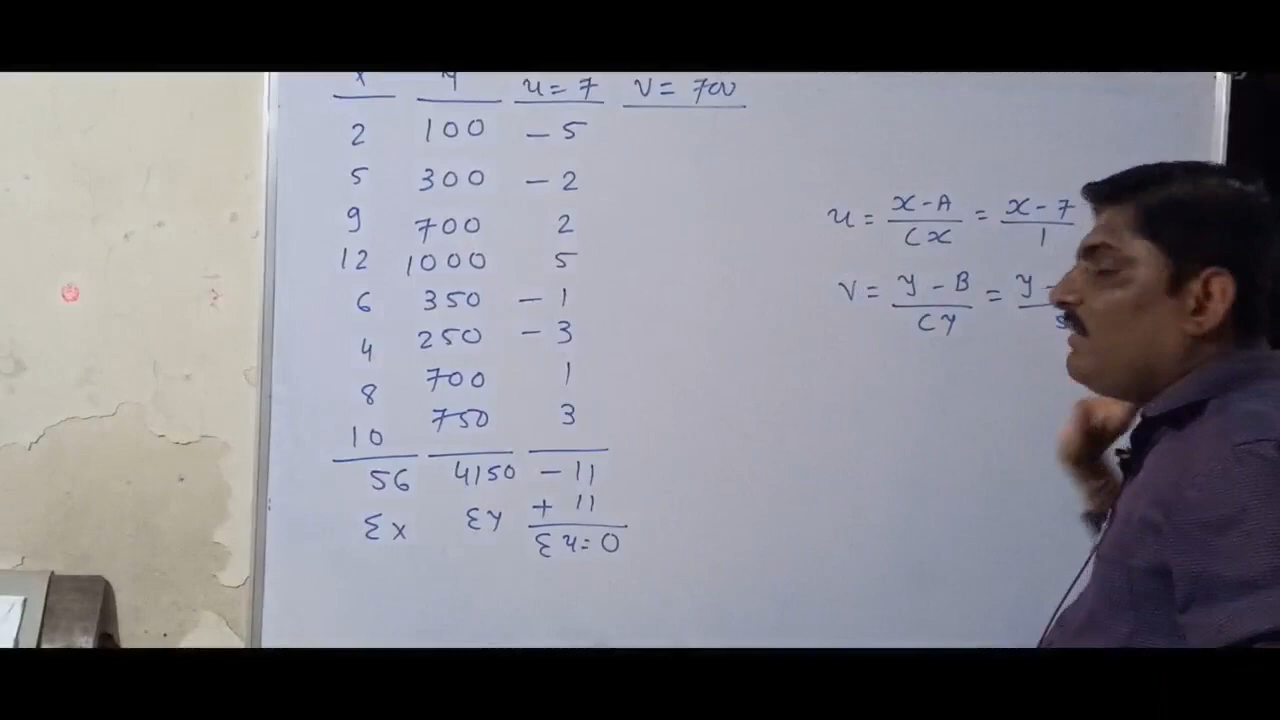 x y u = 7 v = 700
2 100 – 5
5 300 – 2
9 700 2
12 1000 5
6 350 – 1
4 250 – 3
8 700 1
10 750 3
56 4150 – 11
Σx Σy + 11
Σu = 0
u = x – A / Cx = x – 7 / 1
v = y – B / Cy = y –